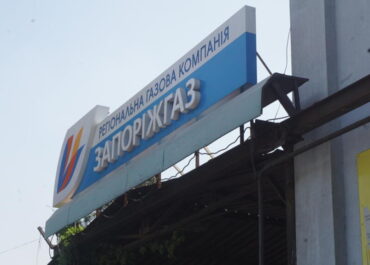 РЕГІОНАЛЬНА ГАЗОВА КОМПАНІЯ
ЗАПОРІЖГАЗ